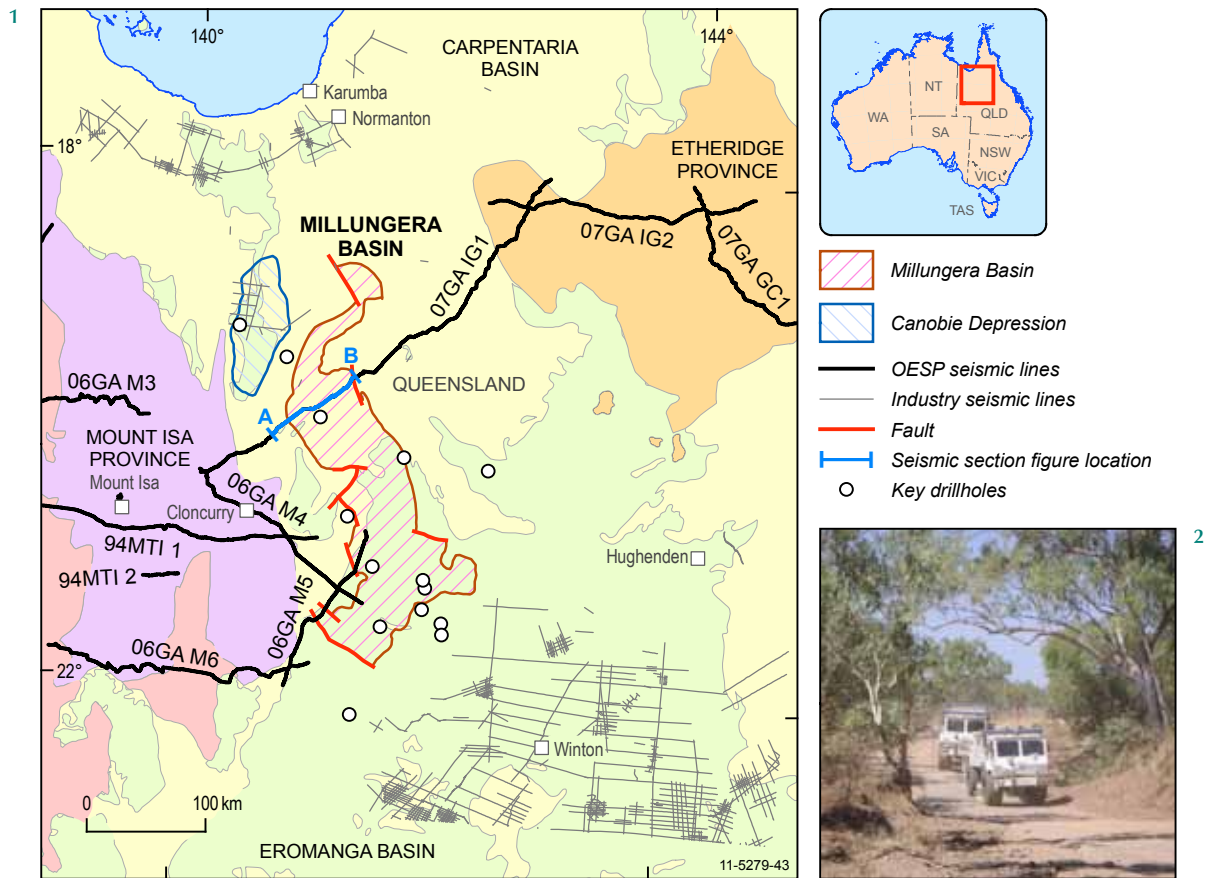 1
140°
144°
CARPENTARIA
BASIN
Karumba
Normanton
18°
ETHERIDGE
PROVINCE
MILLUNGERA
BASIN
07GA IG1
07GA IG2
07GA GC1
B
QUEENSLAND
06GA M3
A
MOUNT ISA
PROVINCE
Mount Isa
06GA M4
Cloncurry
94MTI 1
Hughenden
94MTI 2
06GA M5
06GA M6
22°
Winton
0
100 km
EROMANGA BASIN
11-5279-43
NT
QLD
WA
SA
NSW
VIC
TAS
Millungera Basin
Canobie Depression
OESP seismic lines
Industry seismic lines
Fault
Seismic section figure location
Key drillholes
2